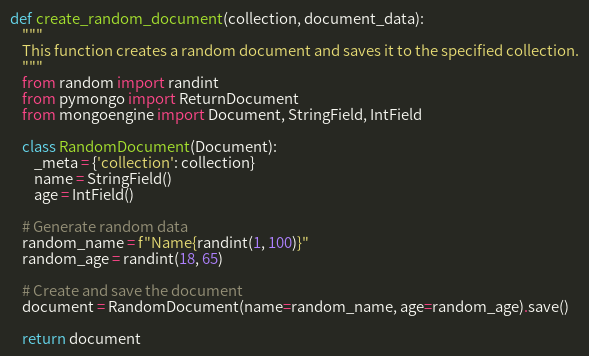 def create_random_document(collection, document_data):
    """
    This function creates a random document and saves it to the specified collection.
    """
    from random import randint
    from pymongo import ReturnDocument
    from mongoengine import Document, StringField, IntField

    class RandomDocument(Document):
        _meta = {'collection': collection}
        name = StringField()
        age = IntField()

    # Generate random data
    random_name = f"Name{randint(1, 100)}"
    random_age = randint(18, 65)

    # Create and save the document
    document = RandomDocument(name=random_name, age=random_age).save()

    return document